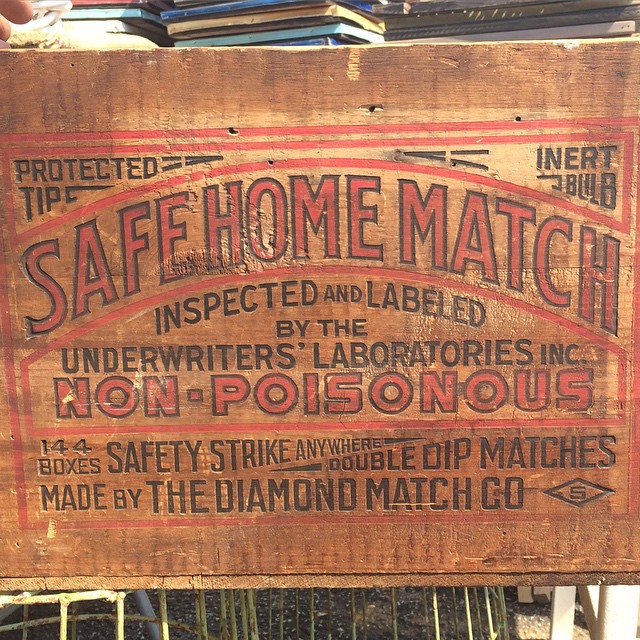 PROTECTED TIP
INERT BULB
SAFE HOME MATCH
INSPECTED AND LABELED
BY THE
UNDERWRITERS' LABORATORIES INC.
NON-POISONOUS
144 BOXES SAFETY STRIKE ANYWHERE DOUBLE DIP MATCHES
MADE BY THE DIAMOND MATCH CO S